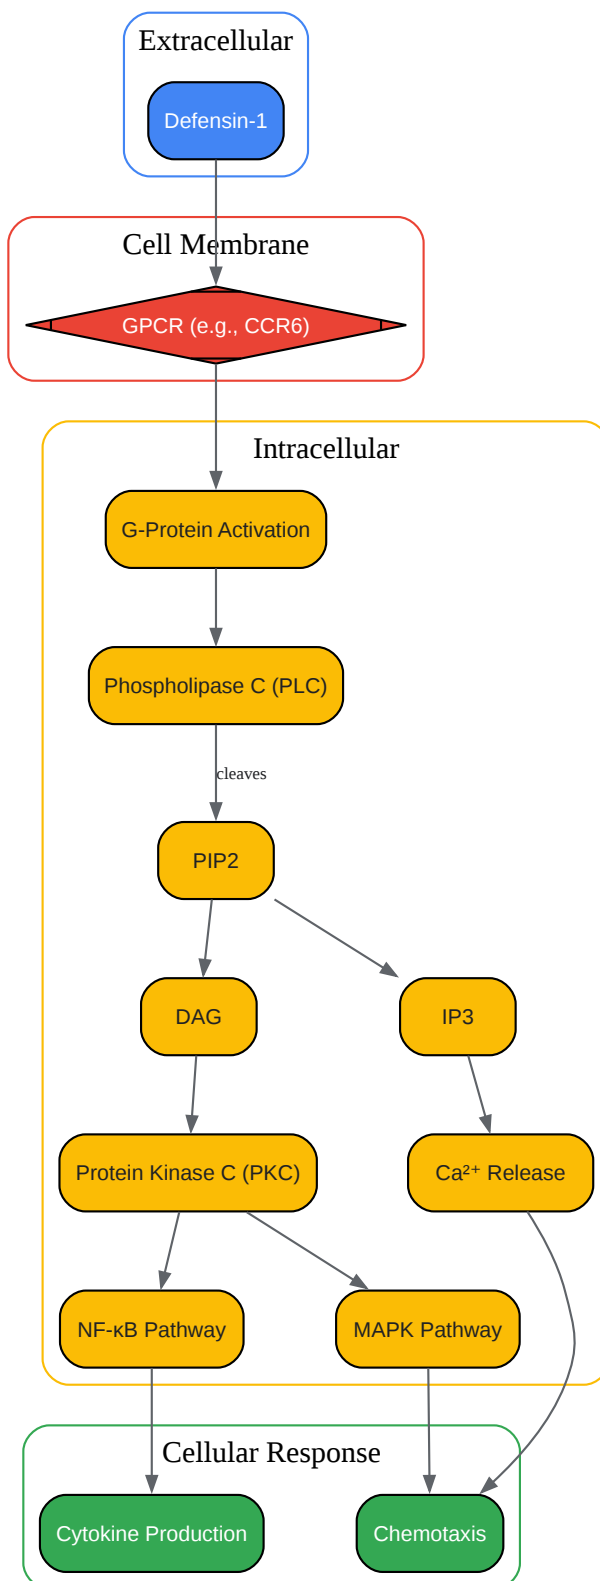 Extracellular
Defensin-1
Cell Membrane
GPCR (e.g., CCR6)
Intracellular
G-Protein Activation
Phospholipase C (PLC)
cleaves
PIP2
DAG
IP3
Protein Kinase C (PKC)
Ca²⁺ Release
NF-κB Pathway
MAPK Pathway
Cellular Response
Cytokine Production
Chemotaxis